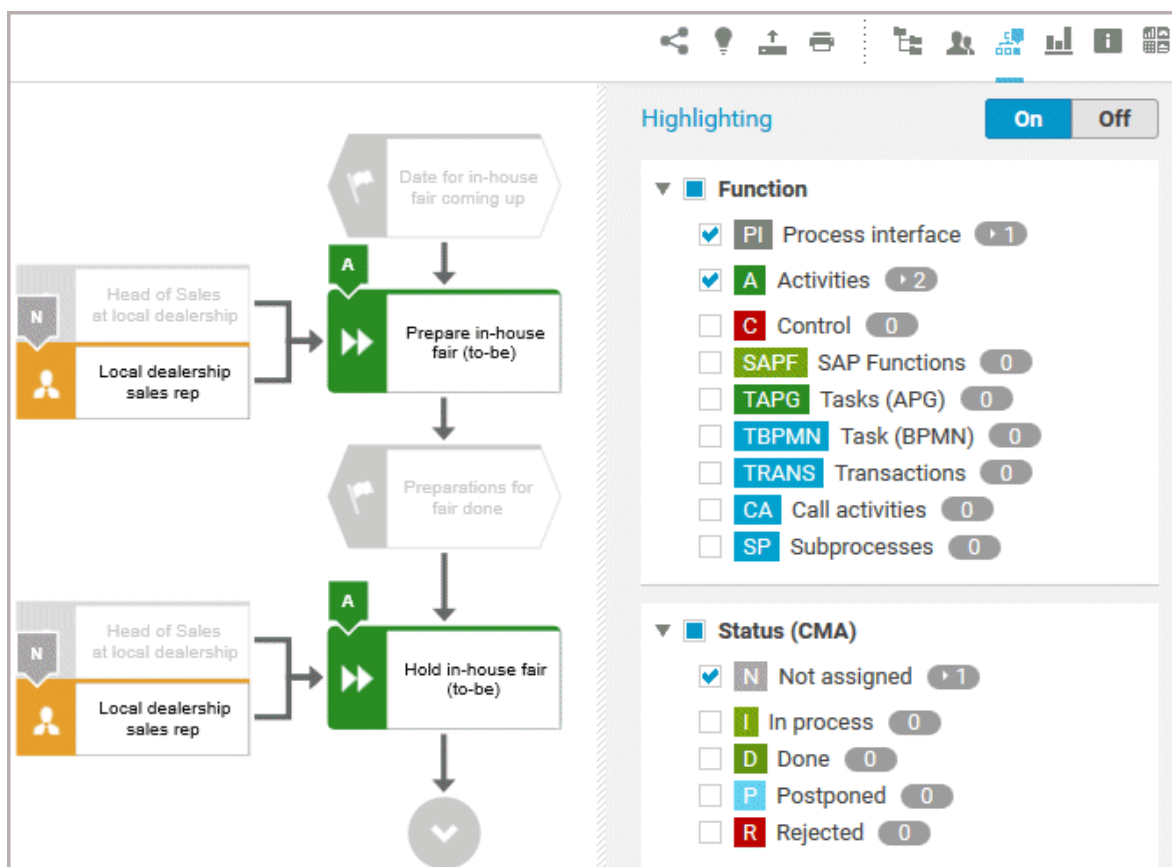 Highlighting
On
Off
Date for in-house
fair coming up
A
Head of Sales
at local dealership
N
Local dealership
sales rep
Prepare in-house
fair (to-be)
Preparations for
fair done
A
Head of Sales
at local dealership
N
Local dealership
sales rep
Hold in-house fair
(to-be)
Function
PI Process interface 1
A Activities 2
C Control 0
SAPF SAP Functions 0
TAPG Tasks (APG) 0
TBPMN Task (BPMN) 0
TRANS Transactions 0
CA Call activities 0
SP Subprocesses 0
Status (CMA)
N Not assigned 1
I In process 0
D Done 0
P Postponed 0
R Rejected 0